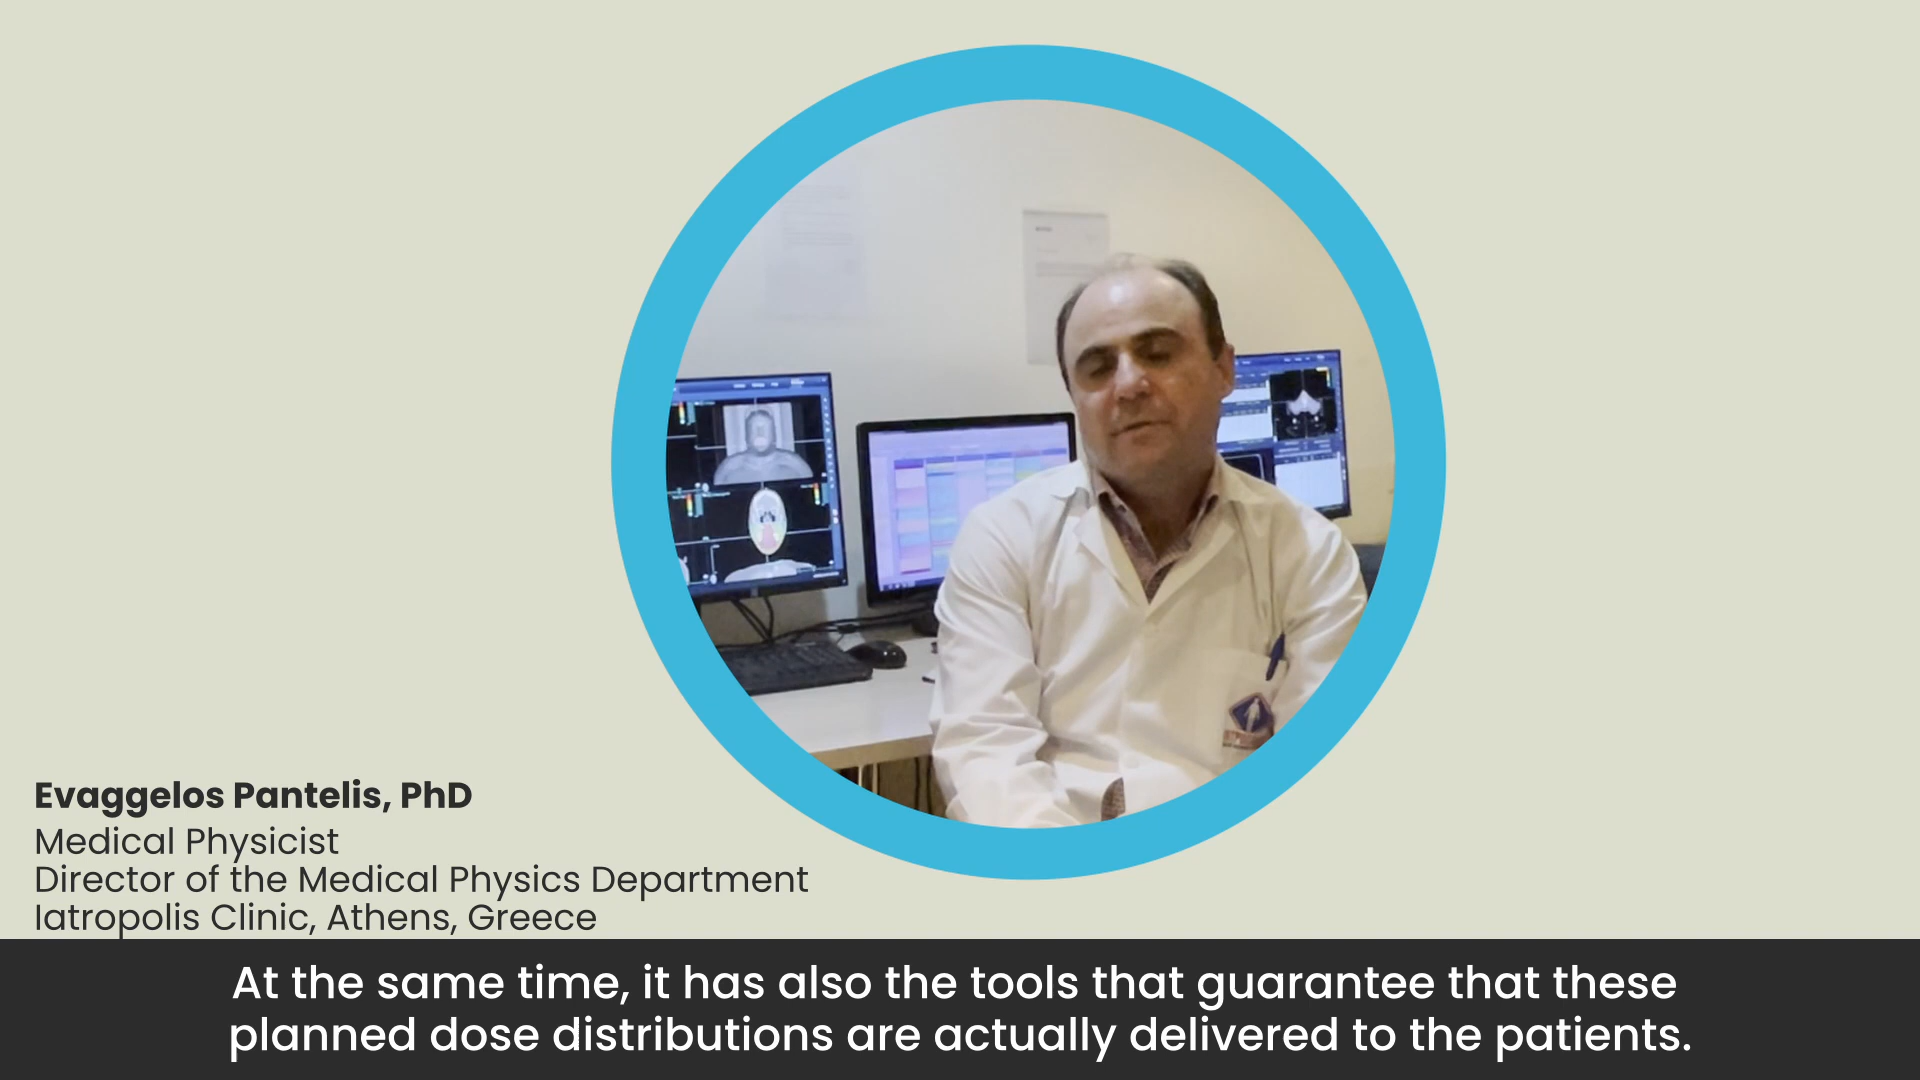 Evaggelos Pantelis, PhD
Medical Physicist
Director of the Medical Physics Department
Iatropolis Clinic, Athens, Greece
At the same time, it has also the tools that guarantee that these
planned dose distributions are actually delivered to the patients.